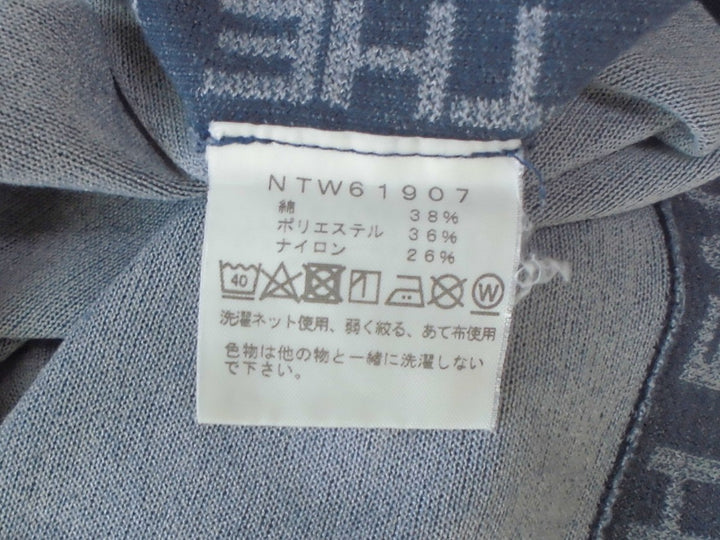 NTW61907
綿 38%
ポリエステル 36%
ナイロン 26%
40
W
洗濯ネット使用、弱く絞る、あて布使用
色物は他の物と一緒に洗濯しない
で下さい。